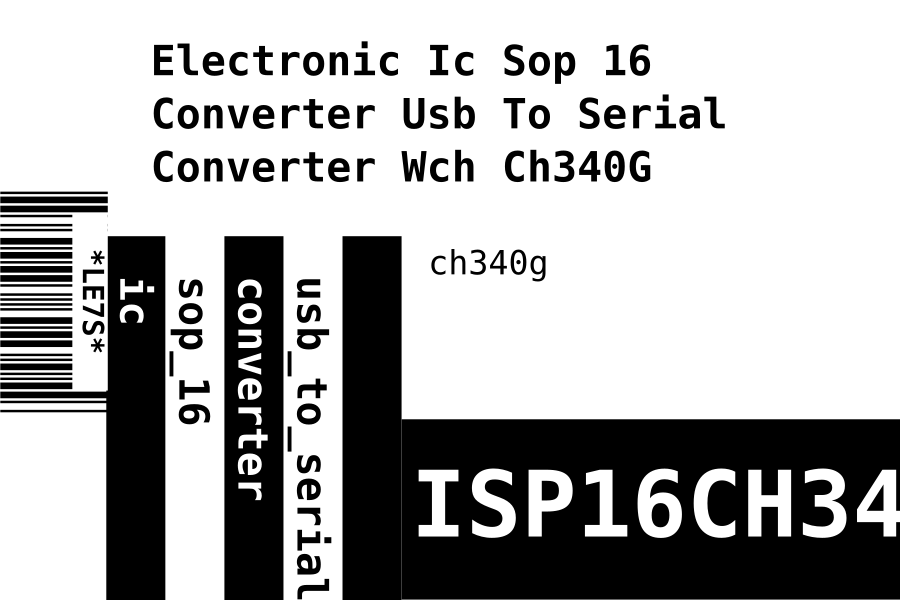 Electronic Ic Sop 16
Converter Usb To Serial
Converter Wch Ch340G
*LE7S*
ic
sop_16
converter
usb_to_serial
ch340g
ISP16CH34